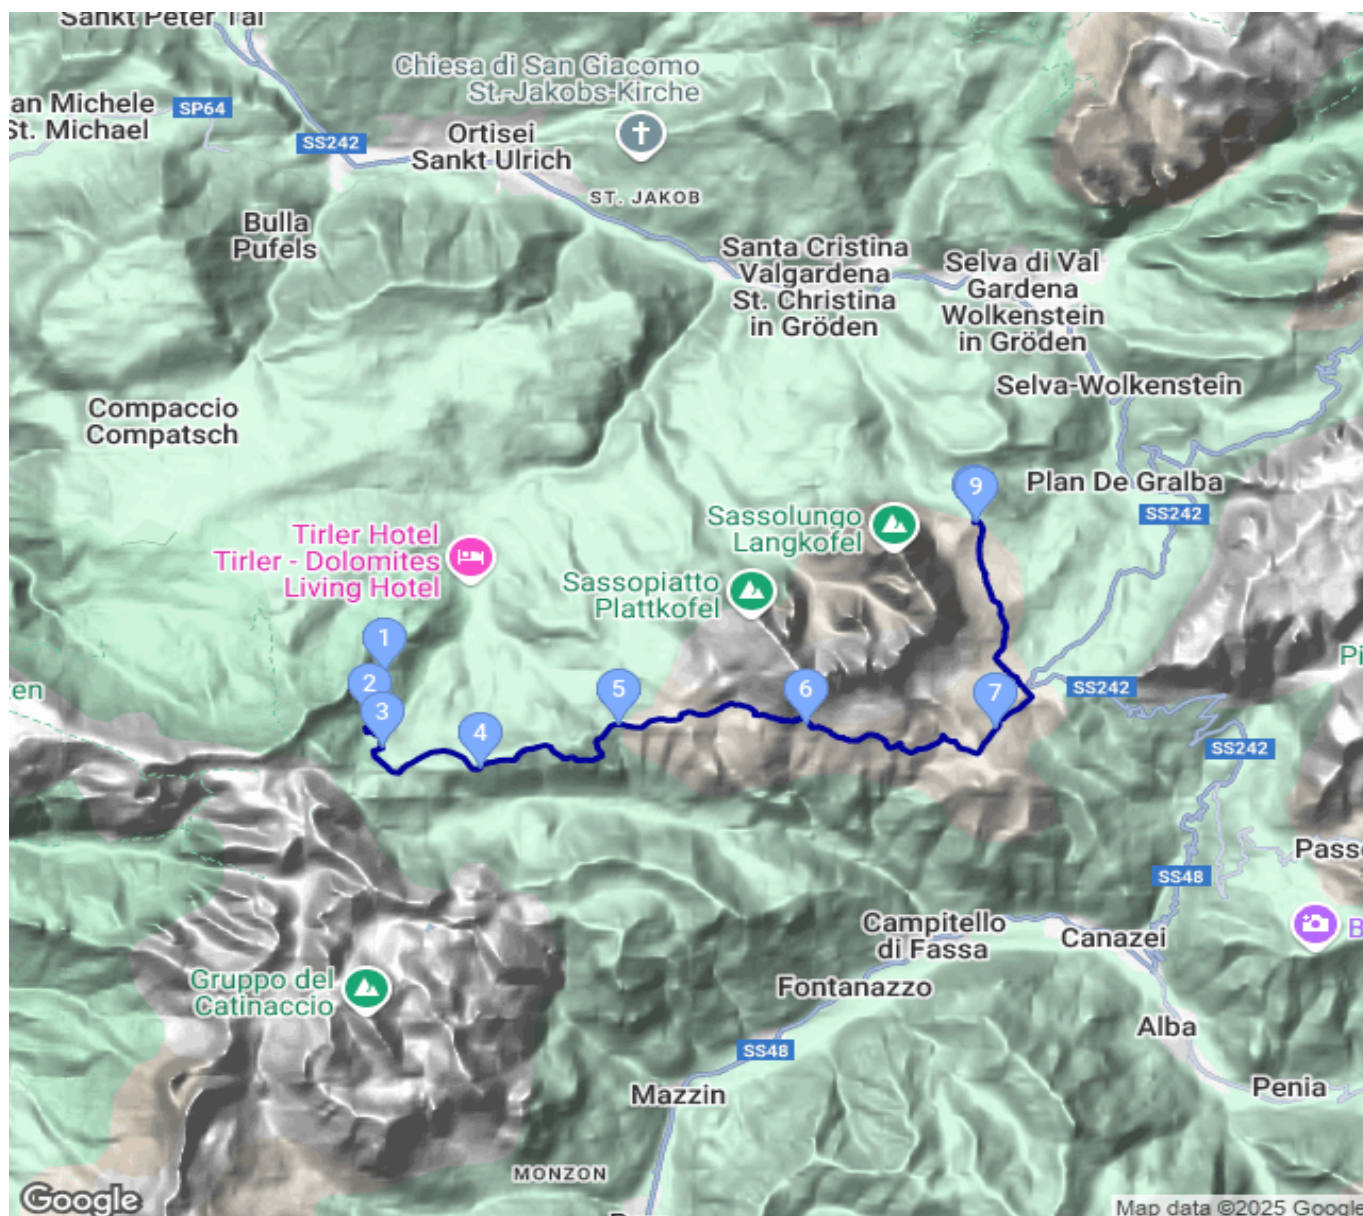 Sankt Peter Tal
Chiesa di San Giacomo
St.-Jakobs-Kirche
an Michele
St. Michael
SP64
SS242
Ortisei
Sankt Ulrich
ST. JAKOB
Bulla
Pufels
Santa Cristina
Valgardena
St. Christina
in Gröden
Selva di Val
Gardena
Wolkenstein
in Gröden
Selva-Wolkenstein
Compaccio
Compatsch
Plan De Gralba
SS242
9
Sassolungo
Langkofel
Tirler Hotel
Tirler - Dolomites
Living Hotel
Sassopiatto
Plattkofel
1
2
3
4
5
6
7
Pi
en
SS242
SS242
Passo
SS48
B
Campitello
di Fassa
Canazei
Gruppo del
Catinaccio
Fontanazzo
Alba
SS48
Mazzin
Penia
MONZON
Google
Map data ©2025 Google